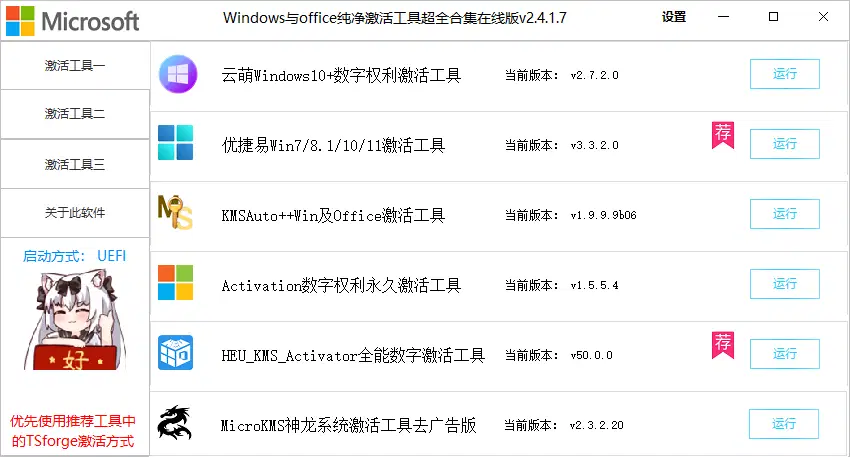 Microsoft
Windows与office纯净激活工具超全合集在线版v2.4.1.7
设置
激活工具一
激活工具二
激活工具三
关于此软件
启动方式： UEFI
好
优先使用推荐工具中
的TSforge激活方式
云萌Windows10+数字权利激活工具 当前版本： v2.7.2.0 运行
优捷易Win7/8.1/10/11激活工具 当前版本： v3.3.2.0 荐 运行
KMSAuto++Win及Office激活工具 当前版本： v1.9.9.9b06 运行
Activation数字权利永久激活工具 当前版本： v1.5.5.4 运行
HEU_KMS_Activator全能数字激活工具 当前版本： v50.0.0 荐 运行
MicroKMS神龙系统激活工具去广告版 当前版本： v2.3.2.20 运行